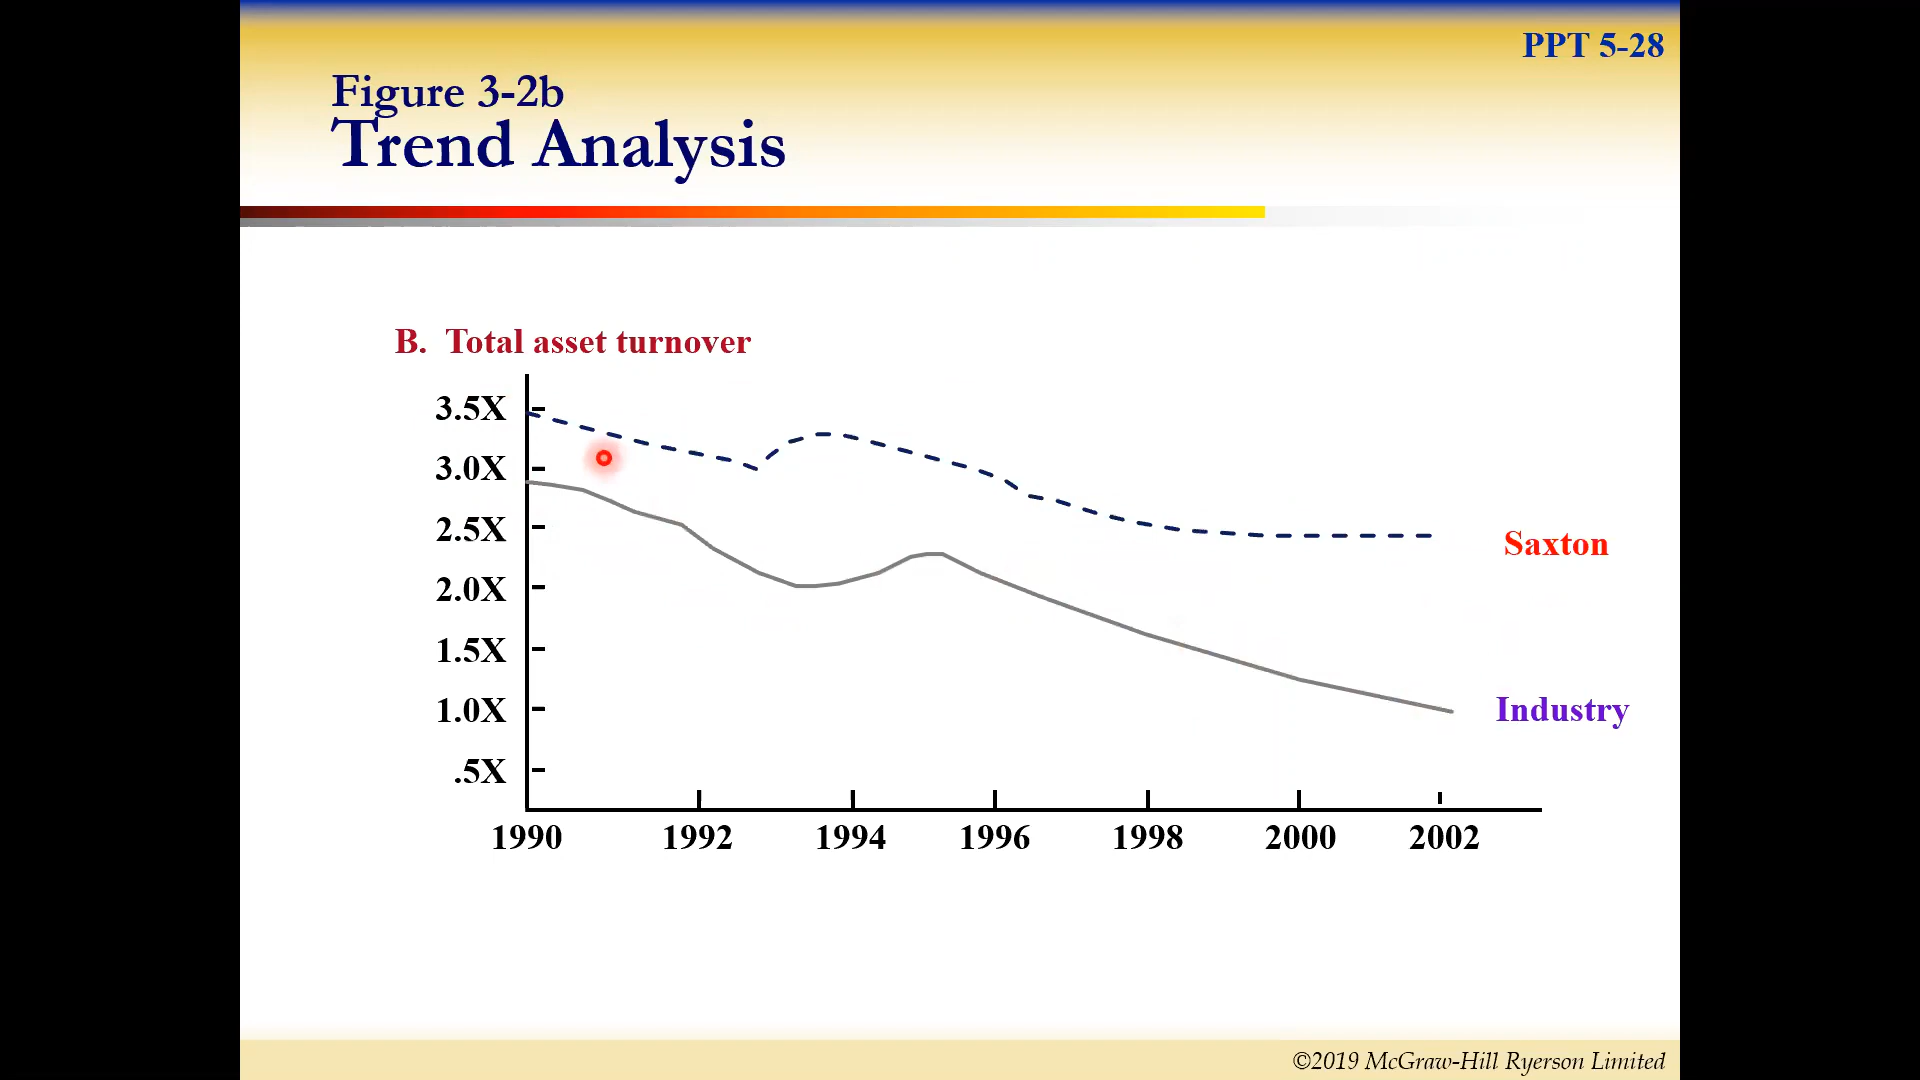 PPT 5-28
Figure 3-2b
Trend Analysis
B. Total asset turnover
3.5X
3.0X
2.5X
2.0X
1.5X
1.0X
.5X
Saxton
Industry
1990 1992 1994 1996 1998 2000 2002
©2019 McGraw-Hill Ryerson Limited